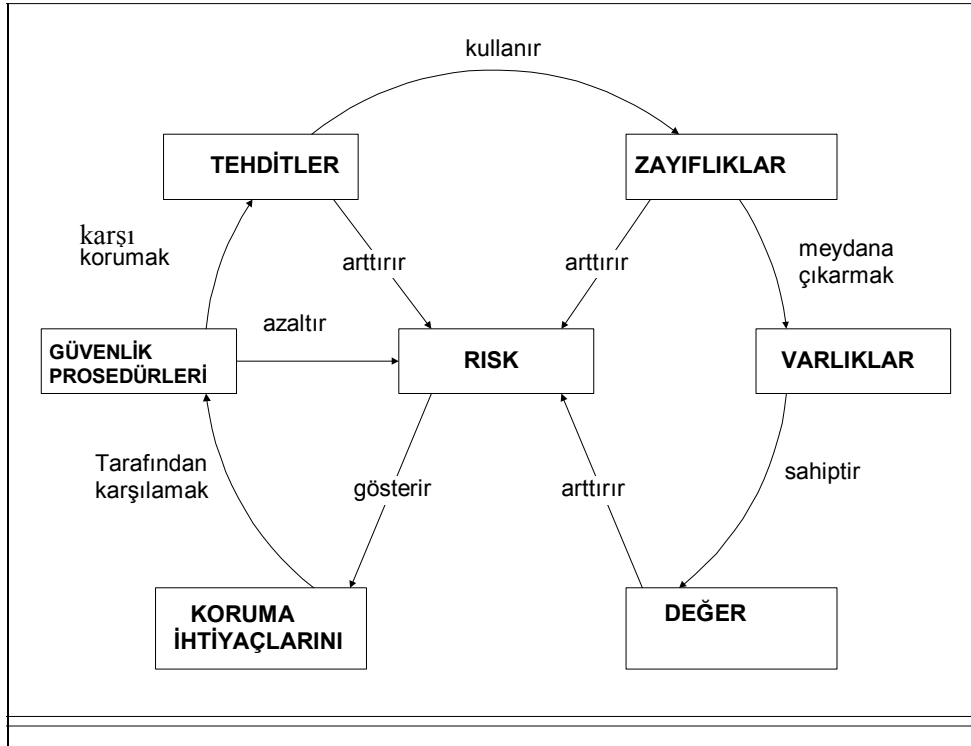 kullanır
TEHDİTLER
ZAYIFLIKLAR
karşı
korumak
arttırır
arttırır
meydana
çıkarmak
azaltır
GÜVENLİK
PROSEDÜRLERİ
RISK
VARLIKLAR
Tarafından
karşılamak
gösterir
arttırır
sahiptir
KORUMA
İHTİYAÇLARINI
DEĞER